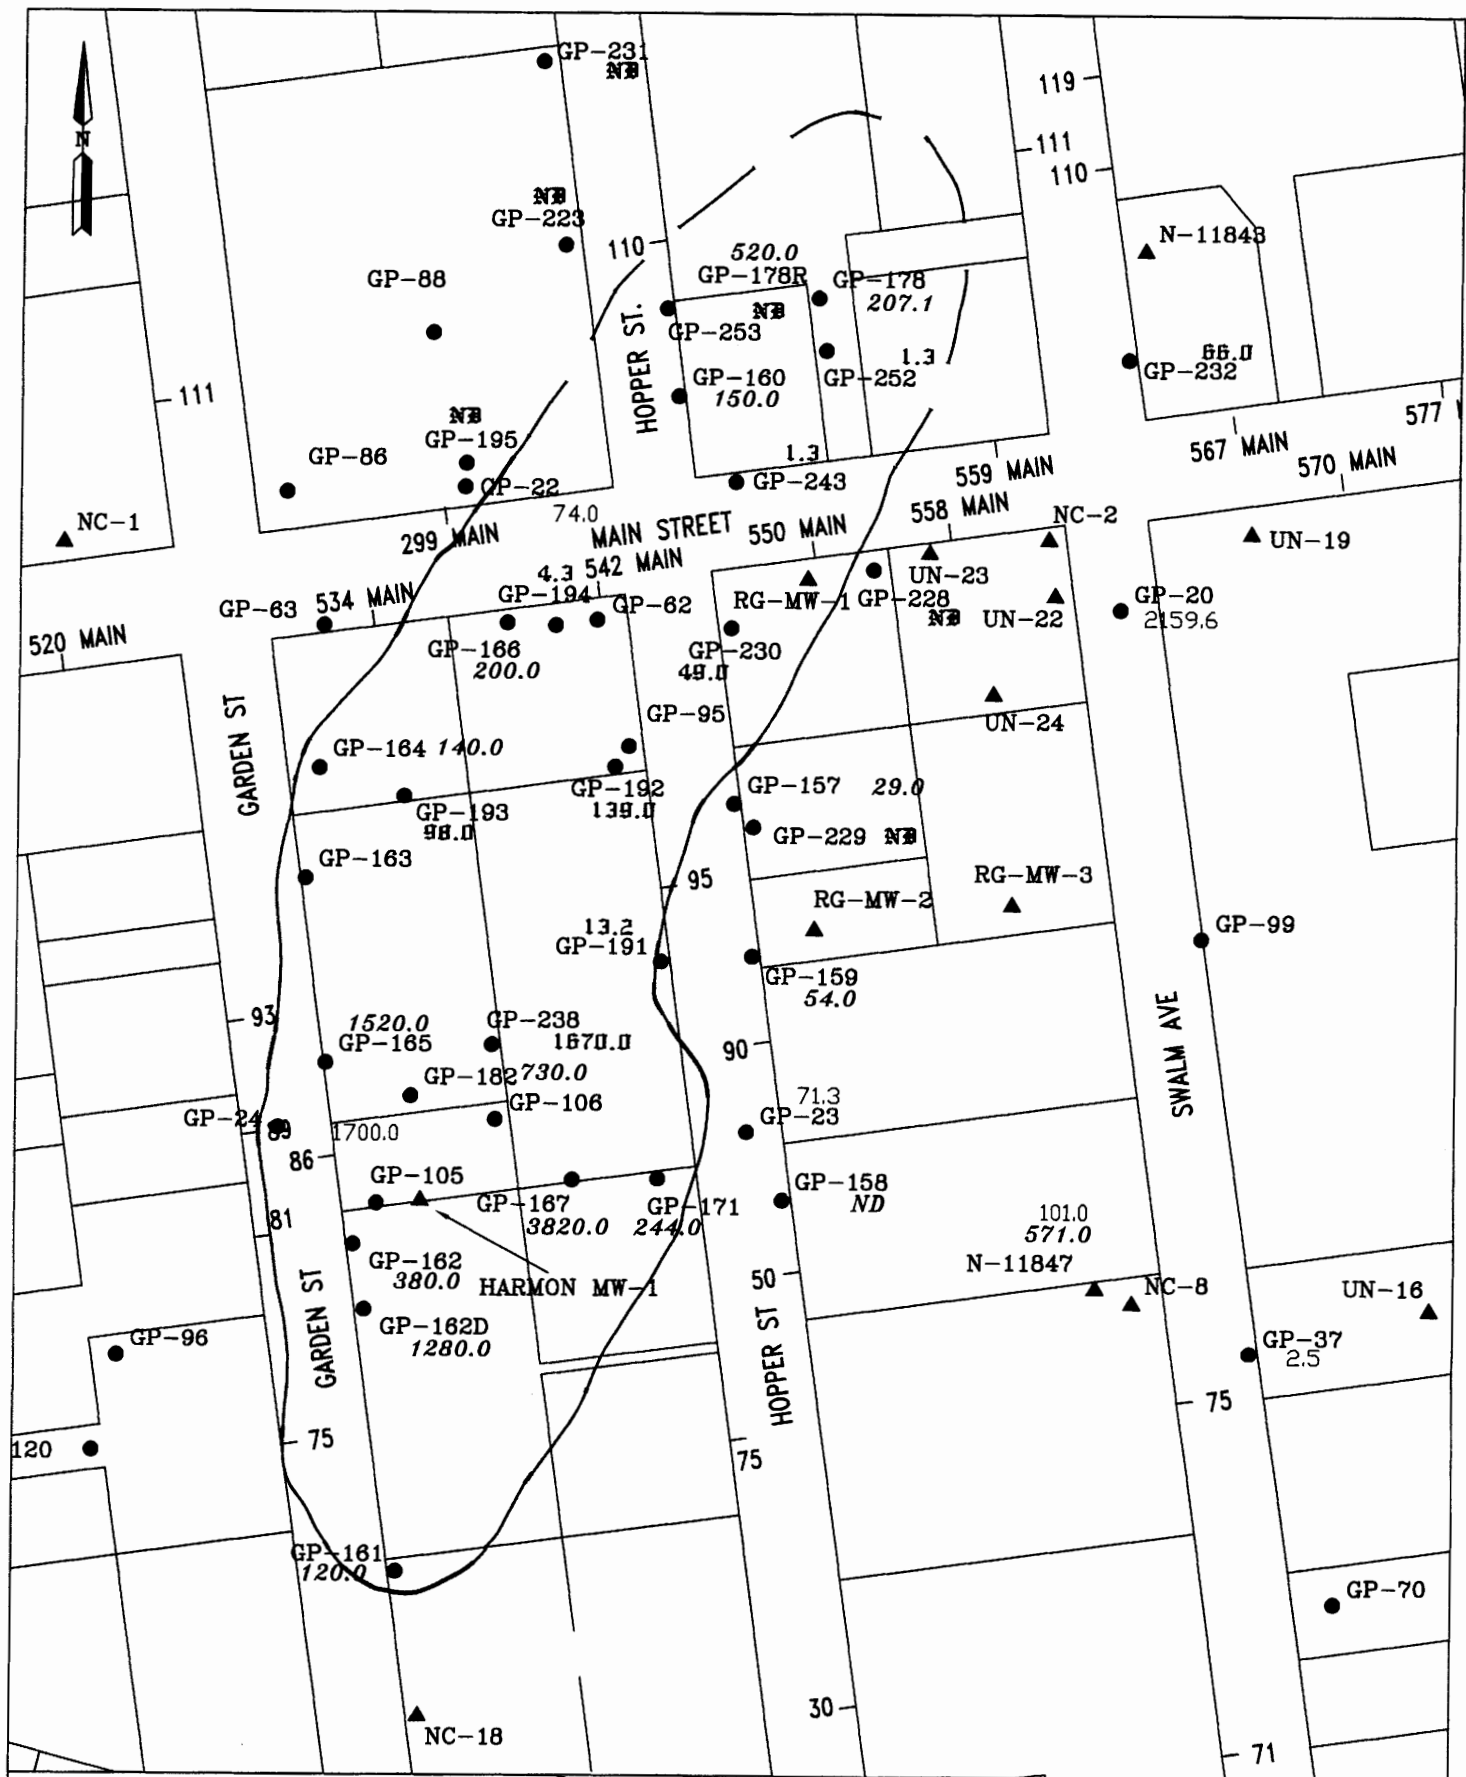 GP-231
119
N
111
110
GP-223
N-11843
110
520.0
GP-88
GP-178R
GP-178
207.1
GP-253
HOPPER ST.
1.3
GP-232
GP-160
GP-252
150.0
111
577
GP-195
567 MAIN
GP-86
1.3
570 MAIN
559 MAIN
GP-22
GP-243
74.0
558 MAIN
NC-1
MAIN STREET
550 MAIN
NC-2
299 MAIN
UN-19
542 MAIN
4.3
UN-23
GP-194
RG-MW-1
GP-228
GP-20
GP-63
534 MAIN
GP-62
UN-22
2159.6
520 MAIN
GP-166
GP-230
200.0
GP-95
UN-24
GARDEN ST
GP-164 140.0
GP-192
GP-157 29.0
GP-193
GP-229
GP-163
95
RG-MW-3
RG-MW-2
13.2
GP-99
GP-191
GP-159
54.0
93
1520.0
GP-238
GP-165
90
SWALM AVE
GP-182
730.0
71.3
GP-106
GP-24
GP-23
89
1700.0
86
GP-105
GP-158
GP-167
GP-171
ND
81
3820.0
244.0
101.0
571.0
GP-162
N-11847
380.0
HARMON MW-1
50
NC-8
UN-16
GP-162D
GP-96
GARDEN ST
1280.0
GP-37
2.5
HOPPER ST
75
75
120
75
GP-161
120.0
GP-70
30
NC-18
71